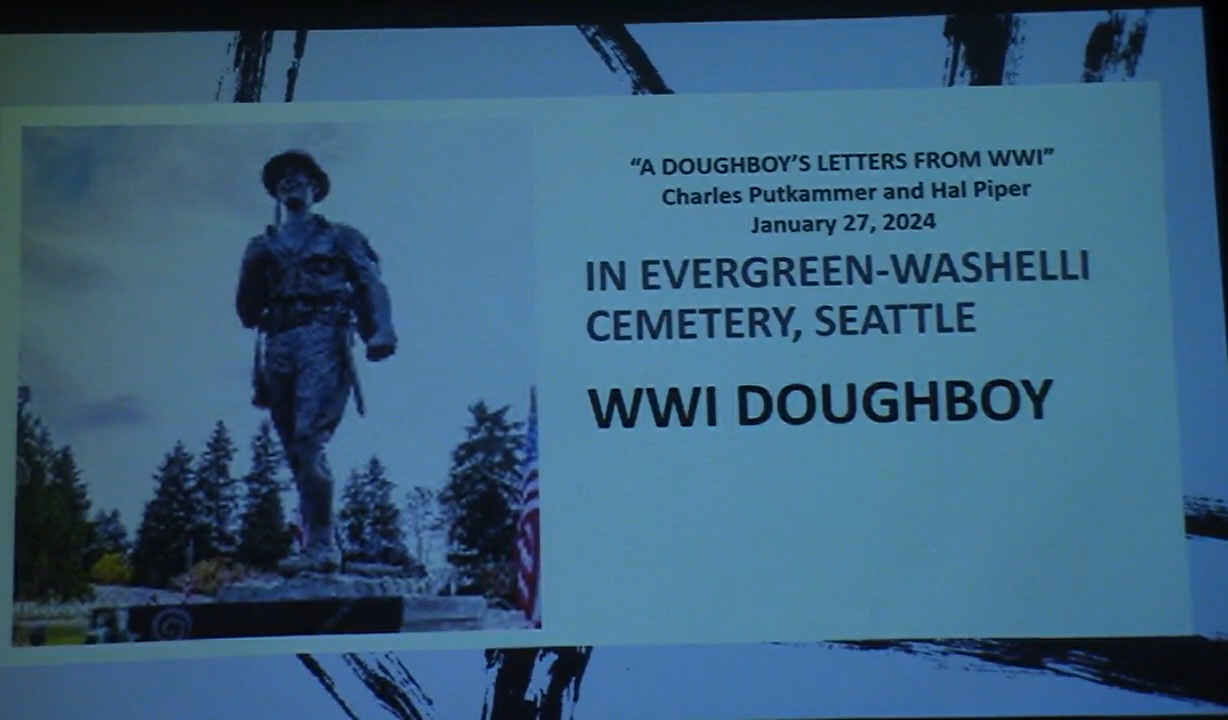 “A DOUGHBOY’S LETTERS FROM WWI”
Charles Putkammer and Hal Piper
January 27, 2024
IN EVERGREEN-WASHELLI
CEMETERY, SEATTLE
WWI DOUGHBOY